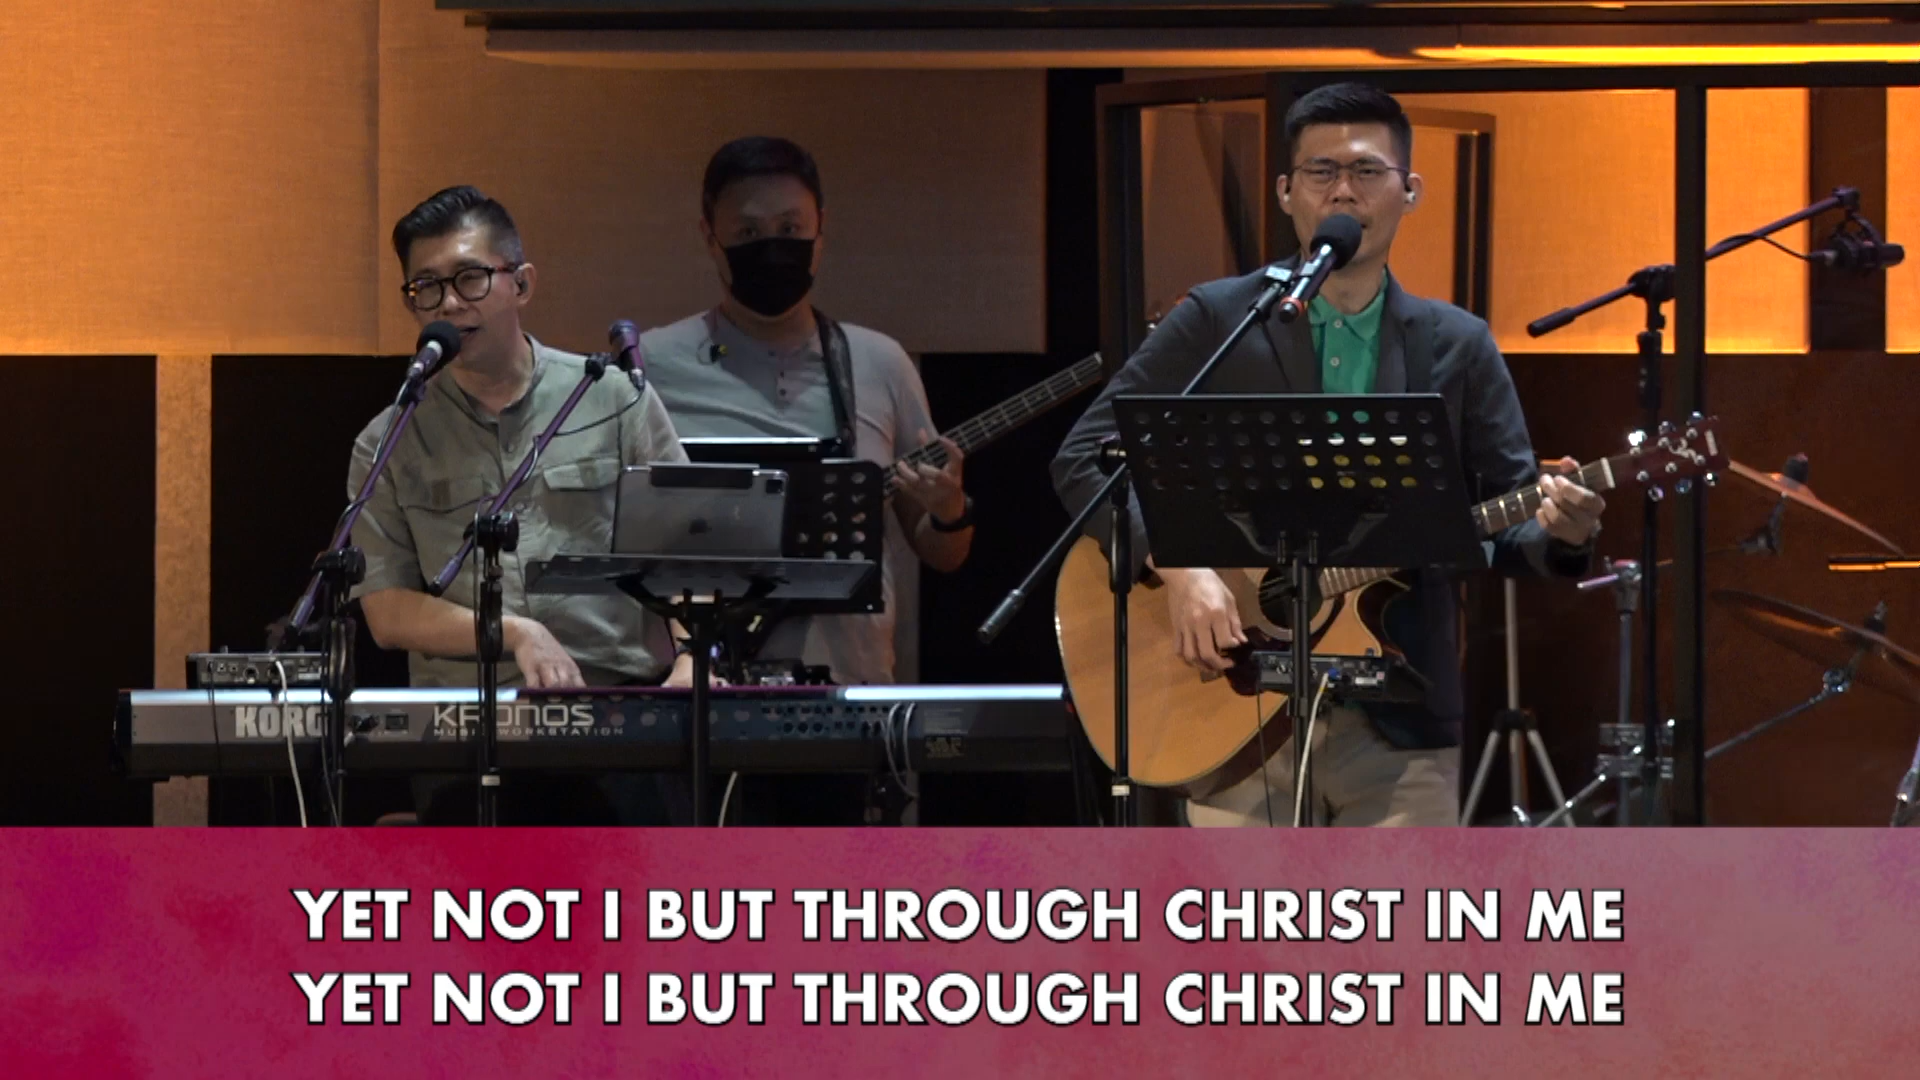 KORG
KRONOS
MUSIC WORKSTATION
YET NOT I BUT THROUGH CHRIST IN ME
YET NOT I BUT THROUGH CHRIST IN ME